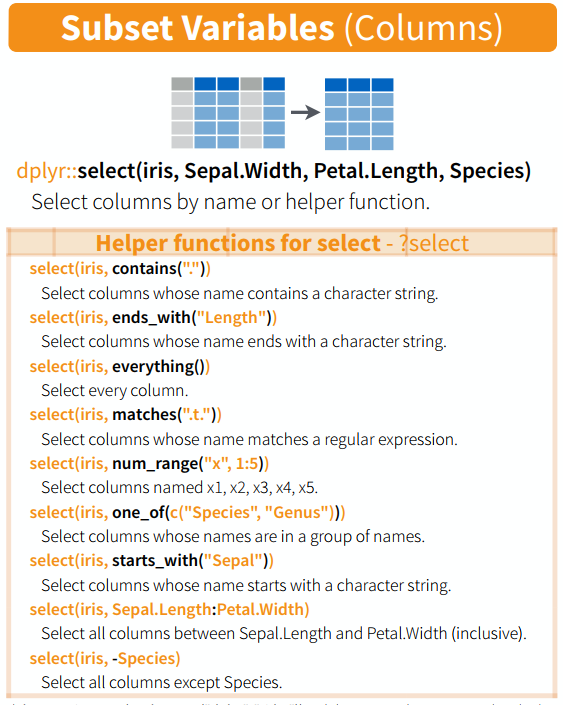 Subset Variables (Columns)
dplyr::select(iris, Sepal.Width, Petal.Length, Species)
Select columns by name or helper function.
Helper functions for select - ?select
select(iris, contains("."))
Select columns whose name contains a character string.
select(iris, ends_with("Length"))
Select columns whose name ends with a character string.
select(iris, everything())
Select every column.
select(iris, matches(".t."))
Select columns whose name matches a regular expression.
select(iris, num_range("x", 1:5))
Select columns named x1, x2, x3, x4, x5.
select(iris, one_of(c("Species", "Genus")))
Select columns whose names are in a group of names.
select(iris, starts_with("Sepal"))
Select columns whose name starts with a character string.
select(iris, Sepal.Length:Petal.Width)
Select all columns between Sepal.Length and Petal.Width (inclusive).
select(iris, -Species)
Select all columns except Species.